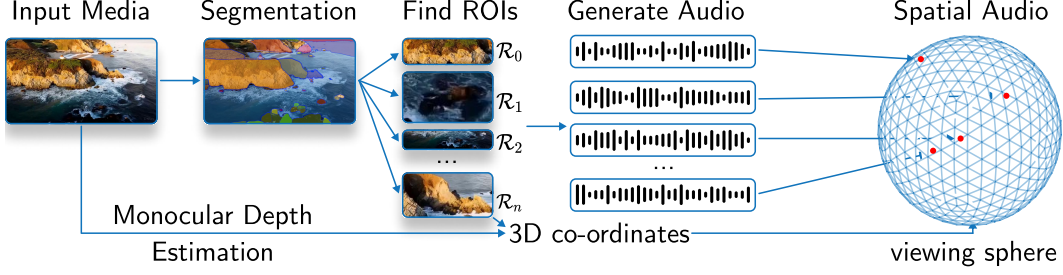 Input Media
Segmentation
Find ROIs
Generate Audio
Spatial Audio
R₀
R₁
R₂
...
Rₙ
...
Monocular Depth
Estimation
3D co-ordinates
viewing sphere